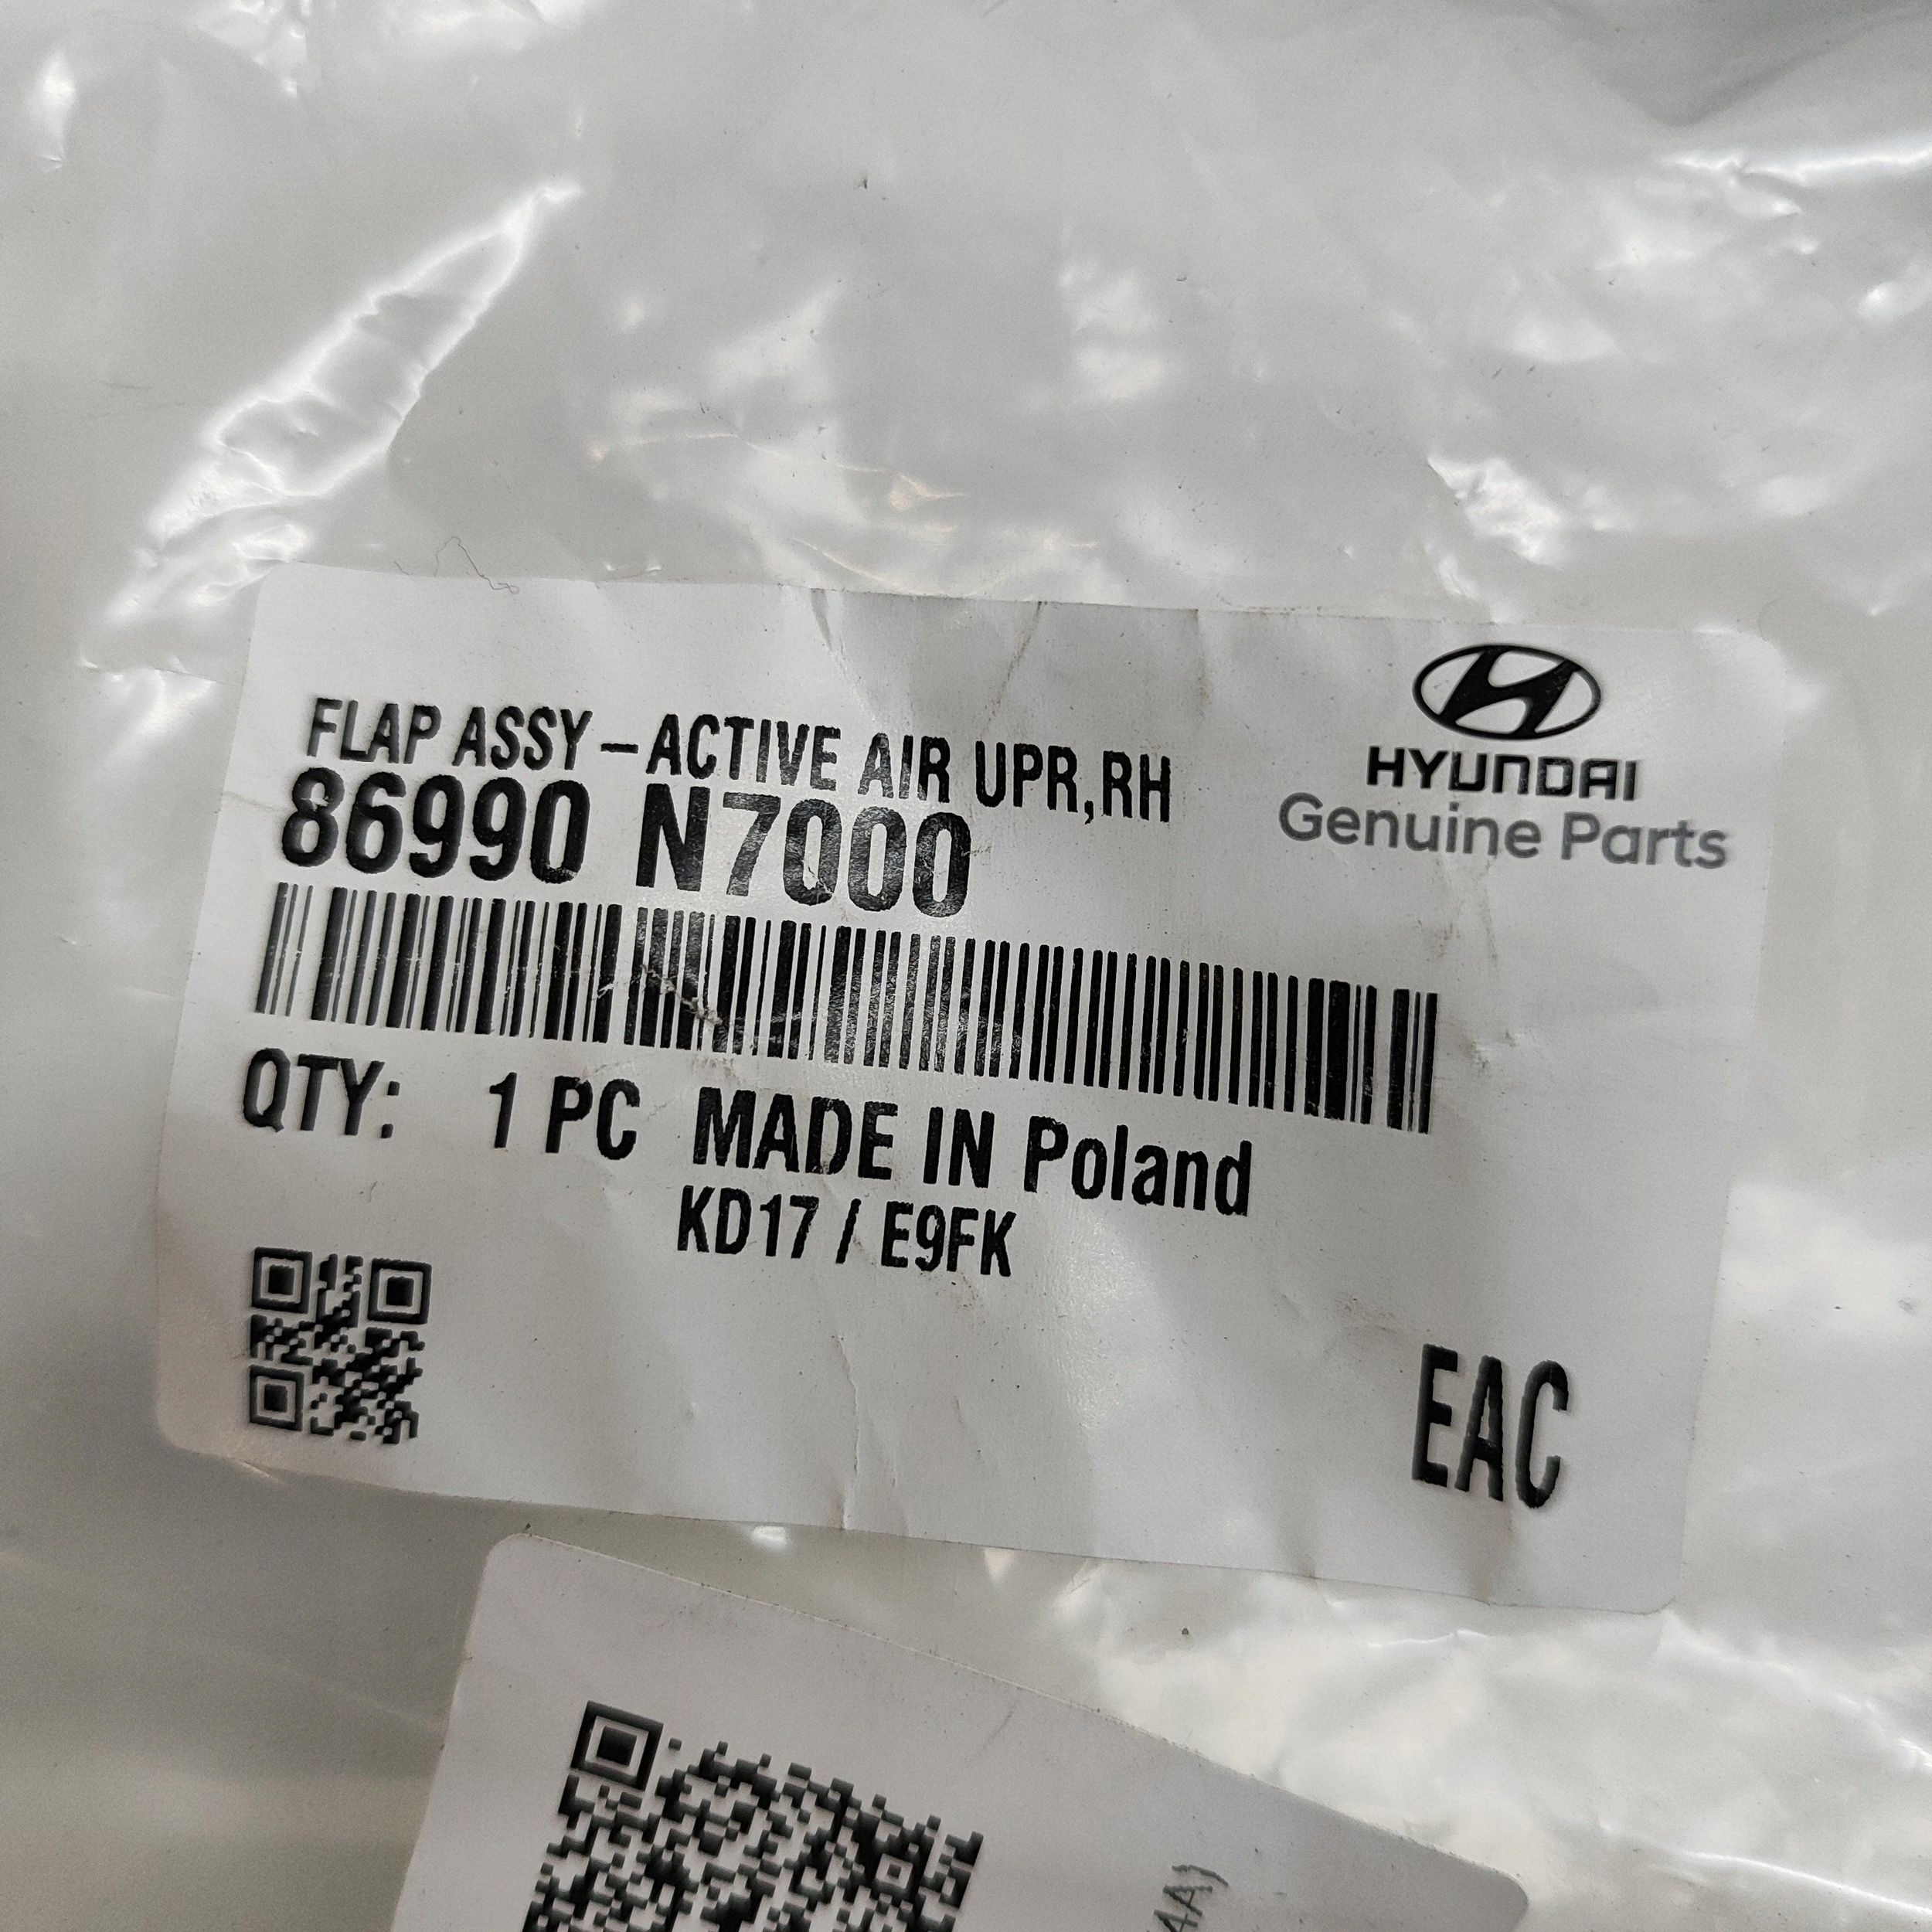 FLAP ASSY –ACTIVE AIR UPR,RH
86990 N7000
HYUNDAI
Genuine Parts
QTY: 1 PC MADE IN Poland
KD17 / E9FK
EAC
4A)